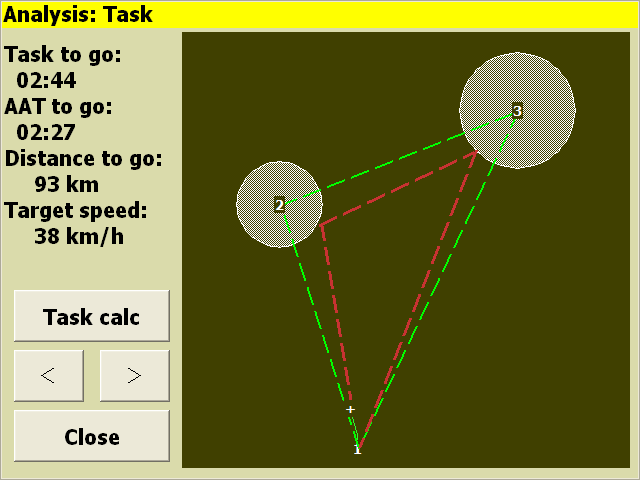 Analysis: Task
Task to go:
02:44
AAT to go:
02:27
Distance to go:
93 km
Target speed:
38 km/h
Task calc
<
>
Close
3
2
+
1